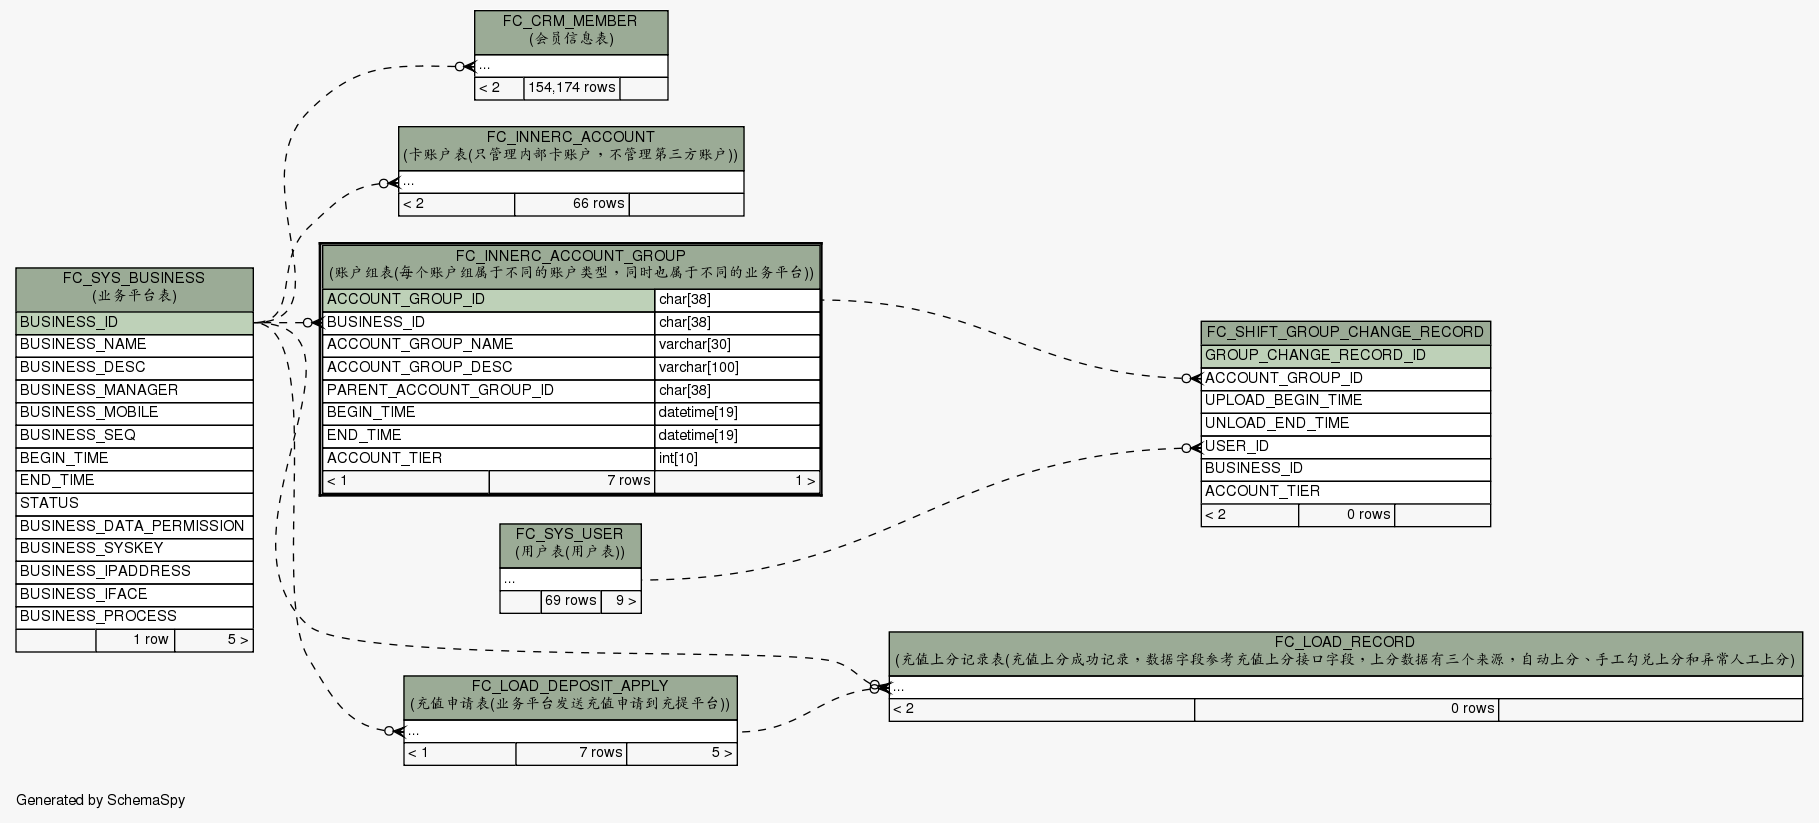 FC_CRM_MEMBER
(会员信息表)
...
< 2 154,174 rows
FC_INNERC_ACCOUNT
(卡账户表(只管理内部卡账户，不管理第三方账户))
...
< 2 66 rows
FC_SYS_BUSINESS
(业务平台表)
BUSINESS_ID
BUSINESS_NAME
BUSINESS_DESC
BUSINESS_MANAGER
BUSINESS_MOBILE
BUSINESS_SEQ
BEGIN_TIME
END_TIME
STATUS
BUSINESS_DATA_PERMISSION
BUSINESS_SYSKEY
BUSINESS_IPADDRESS
BUSINESS_IFACE
BUSINESS_PROCESS
1 row 5 >
FC_INNERC_ACCOUNT_GROUP
(账户组表(每个账户组属于不同的账户类型，同时也属于不同的业务平台))
ACCOUNT_GROUP_ID char[38]
BUSINESS_ID char[38]
ACCOUNT_GROUP_NAME varchar[30]
ACCOUNT_GROUP_DESC varchar[100]
PARENT_ACCOUNT_GROUP_ID char[38]
BEGIN_TIME datetime[19]
END_TIME datetime[19]
ACCOUNT_TIER int[10]
< 1 7 rows 1 >
FC_SHIFT_GROUP_CHANGE_RECORD
GROUP_CHANGE_RECORD_ID
ACCOUNT_GROUP_ID
UPLOAD_BEGIN_TIME
UNLOAD_END_TIME
USER_ID
BUSINESS_ID
ACCOUNT_TIER
< 2 0 rows
FC_SYS_USER
(用户表(用户表))
...
69 rows 9 >
FC_LOAD_RECORD
(充值上分记录表(充值上分成功记录，数据字段参考充值上分接口字段，上分数据有三个来源，自动上分、手工勾兑上分和异常人工上分)
...
< 2 0 rows
FC_LOAD_DEPOSIT_APPLY
(充值申请表(业务平台发送充值申请到充提平台))
...
< 1 7 rows 5 >
Generated by SchemaSpy